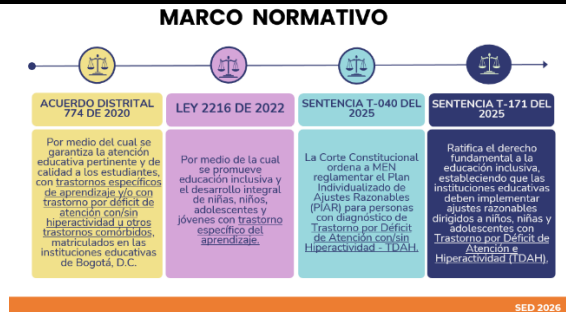 MARCO NORMATIVO
ACUERDO DISTRITAL
774 DE 2020
Por medio del cual se
garantiza la atención
educativa pertinente y de
calidad a los estudiantes,
con trastornos específicos
de aprendizaje y/o con
trastorno por déficit de
atención con/sin
hiperactividad u otros
trastornos comórbidos,
matriculados en las
instituciones educativas
de Bogotá, D.C.
LEY 2216 DE 2022
Por medio de la cual
se promueve
educación inclusiva y
el desarrollo integral
de niñas, niños,
adolescentes y
jóvenes con trastorno
específico del
aprendizaje.
SENTENCIA T-040 DEL
2025
La Corte Constitucional
ordena a MEN
reglamentar el Plan
Individualizado de
Ajustes Razonables
(PIAR) para personas
con diagnóstico de
Trastorno por Déficit
de Atención con/sin
Hiperactividad - TDAH.
SENTENCIA T-171 DEL
2025
Ratifica el derecho
fundamental a la
educación inclusiva,
estableciendo que las
instituciones educativas
deben implementar
ajustes razonables
dirigidos a niños, niñas y
adolescentes con
Trastorno por Déficit de
Atención e
Hiperactividad (TDAH),
SED 2026